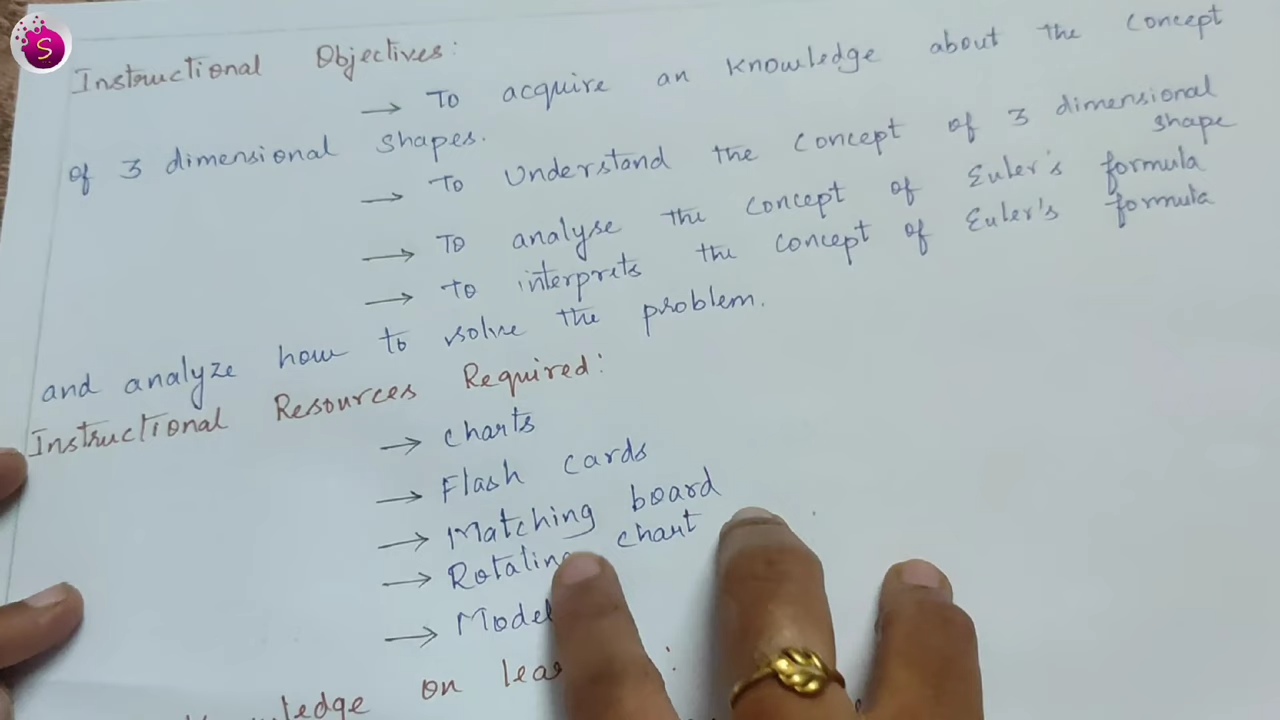 S
Instructional Objectives:
→ To acquire an knowledge about the concept
of 3 dimensional shapes.
→ To Understand the concept of 3 dimensional
shape
→ To analyse the concept of Euler's formula
→ To interprets the concept of Euler's formula
and analyze how to solve the problem.
Instructional Resources Required:
→ charts
→ Flash cards
→ Matching board
→ Rotating chart
→ Model
on